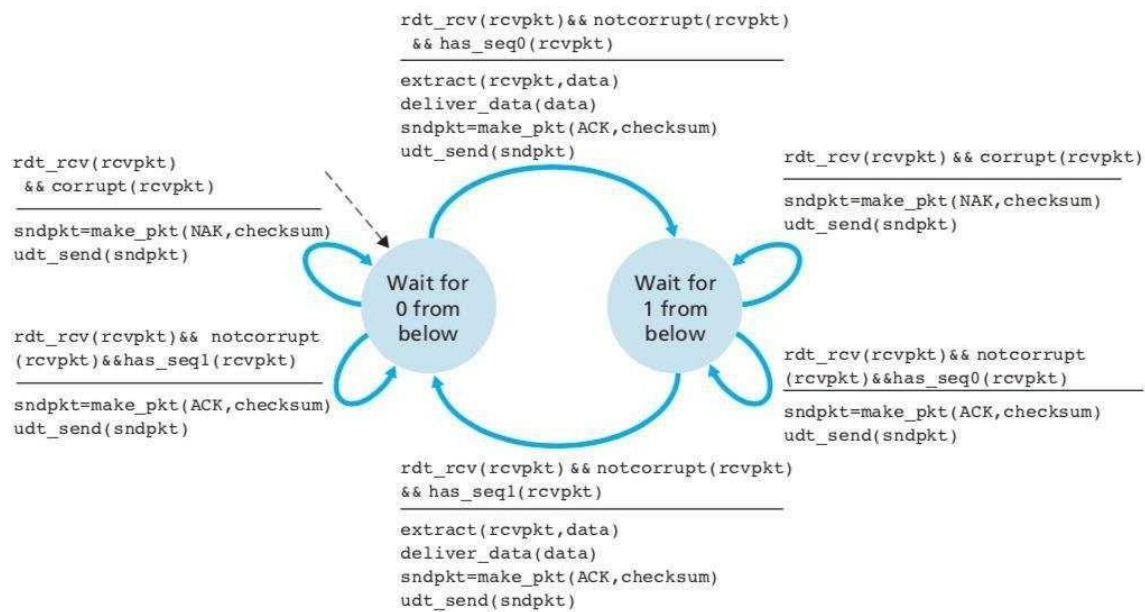 rdt_rcv(rcvpkt)&& notcorrupt(rcvpkt)
&& has_seq0(rcvpkt)
extract(rcvpkt,data)
deliver_data(data)
sndpkt=make_pkt(ACK,checksum)
udt_send(sndpkt)
rdt_rcv(rcvpkt)
&& corrupt(rcvpkt)
sndpkt=make_pkt(NAK,checksum)
udt_send(sndpkt)
rdt_rcv(rcvpkt) && corrupt(rcvpkt)
sndpkt=make_pkt(NAK,checksum)
udt_send(sndpkt)
Wait for
0 from
below
Wait for
1 from
below
rdt_rcv(rcvpkt)&& notcorrupt
(rcvpkt)&&has_seq1(rcvpkt)
sndpkt=make_pkt(ACK,checksum)
udt_send(sndpkt)
rdt_rcv(rcvpkt)&& notcorrupt
(rcvpkt)&&has_seq0(rcvpkt)
sndpkt=make_pkt(ACK,checksum)
udt_send(sndpkt)
rdt_rcv(rcvpkt) && notcorrupt(rcvpkt)
&& has_seq1(rcvpkt)
extract(rcvpkt,data)
deliver_data(data)
sndpkt=make_pkt(ACK,checksum)
udt_send(sndpkt)